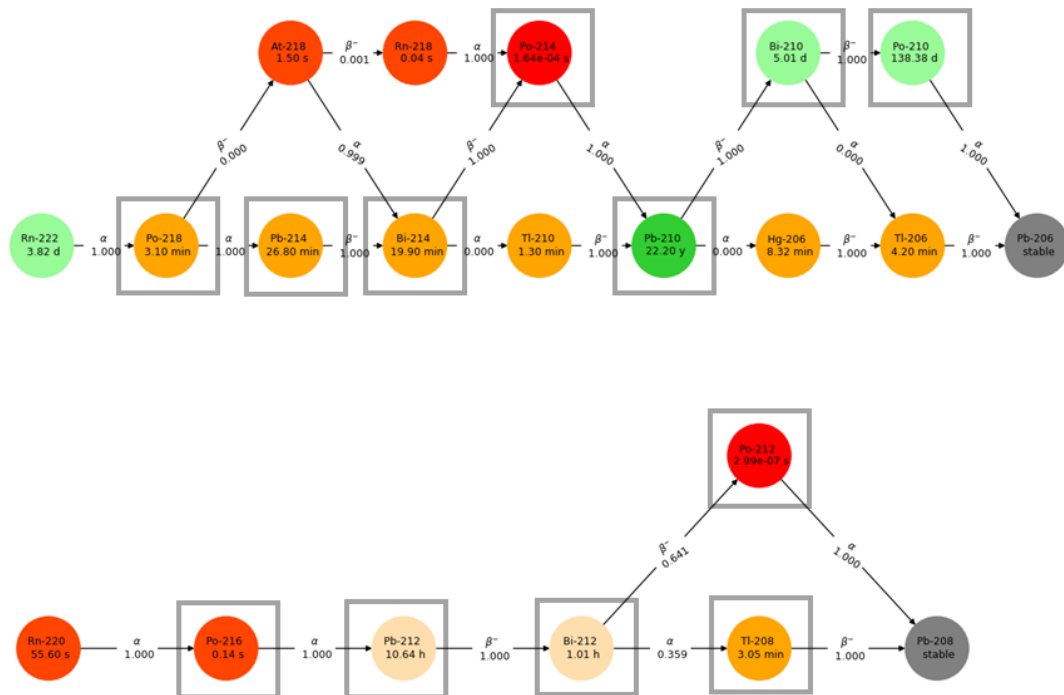 At-218
1.50 s
β⁻
0.001
Rn-218
0.04 s
α
1.000
Po-214
1.64e-04 s
Bi-210
5.01 d
β⁻
1.000
Po-210
138.38 d
β⁻
0.000
α
0.999
β⁻
1.000
α
1.000
β⁻
1.000
α
0.000
α
1.000
Rn-222
3.82 d
α
1.000
Po-218
3.10 min
α
1.000
Pb-214
26.80 min
β⁻
1.000
Bi-214
19.90 min
α
0.000
Tl-210
1.30 min
β⁻
1.000
Pb-210
22.20 y
α
0.000
Hg-206
8.32 min
β⁻
1.000
Tl-206
4.20 min
β⁻
1.000
Pb-206
stable
Po-212
2.99e-07 s
β⁻
0.641
α
1.000
Rn-220
55.60 s
α
1.000
Po-216
0.14 s
α
1.000
Pb-212
10.64 h
β⁻
1.000
Bi-212
1.01 h
α
0.359
Tl-208
3.05 min
β⁻
1.000
Pb-208
stable